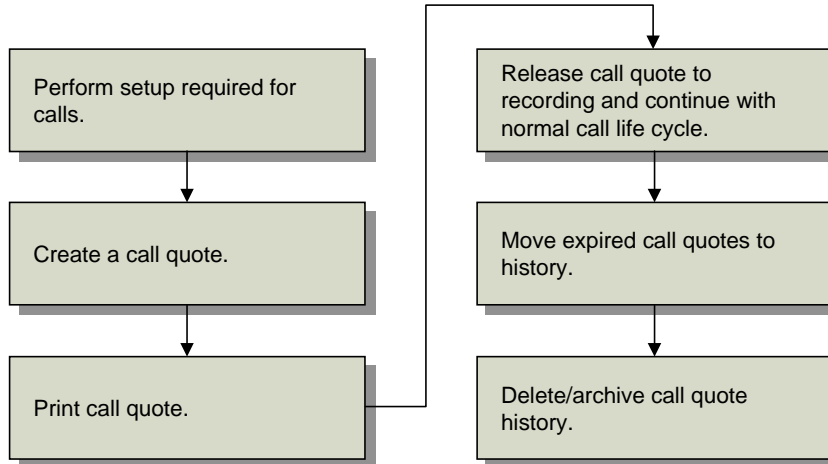 Perform setup required for
calls.
Create a call quote.
Print call quote.
Release call quote to
recording and continue with
normal call life cycle.
Move expired call quotes to
history.
Delete/archive call quote
history.